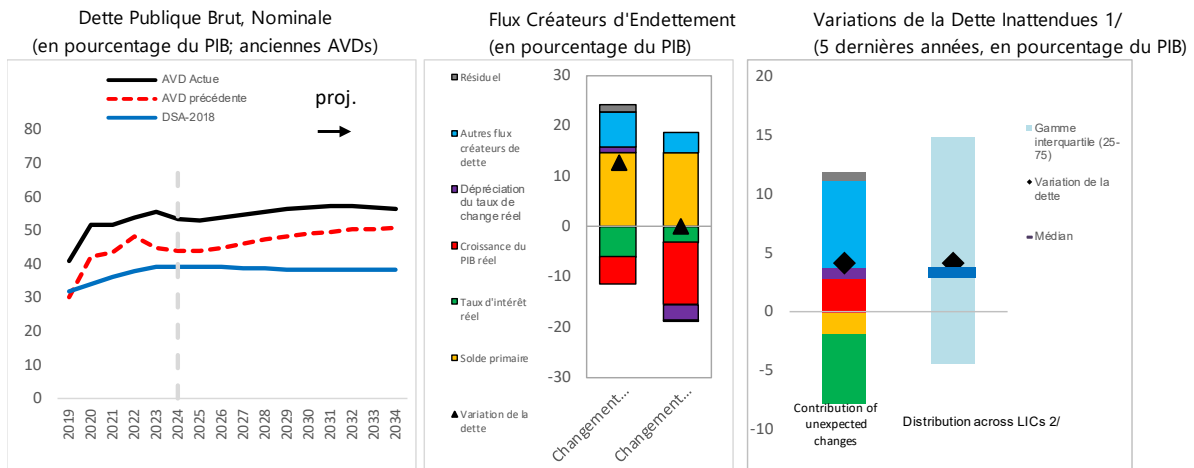 Dette Publique Brut, Nominale
(en pourcentage du PIB; anciennes AVDs)
AVD Actue
AVD précédente
DSA-2018
proj.
80
70
60
50
40
30
20
10
0
2019
2020
2021
2022
2023
2024
2025
2026
2027
2028
2029
2030
2031
2032
2033
2034
Flux Créateurs d'Endettement
(en pourcentage du PIB)
Résiduel
Autres flux
créateurs de
dette
Dépréciation
du taux de
change réel
Croissance du
PIB réel
Taux d'intérêt
réel
Solde primaire
Variation de la
dette
30
20
10
0
-10
-20
-30
Changement...
Changement...
Variations de la Dette Inattendues 1/
(5 dernières années, en pourcentage du PIB)
20
15
10
5
0
-5
-10
Gamme
interquartile (25-
75)
Variation de la
dette
Médian
Contribution of
unexpected
changes
Distribution across LICs 2/